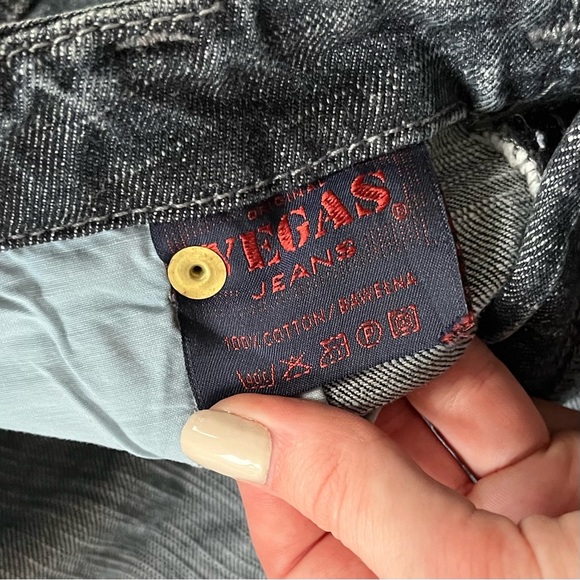 ORIGINAL
VEGAS®
JEANS
100% COTTON/BAWEŁNA
P